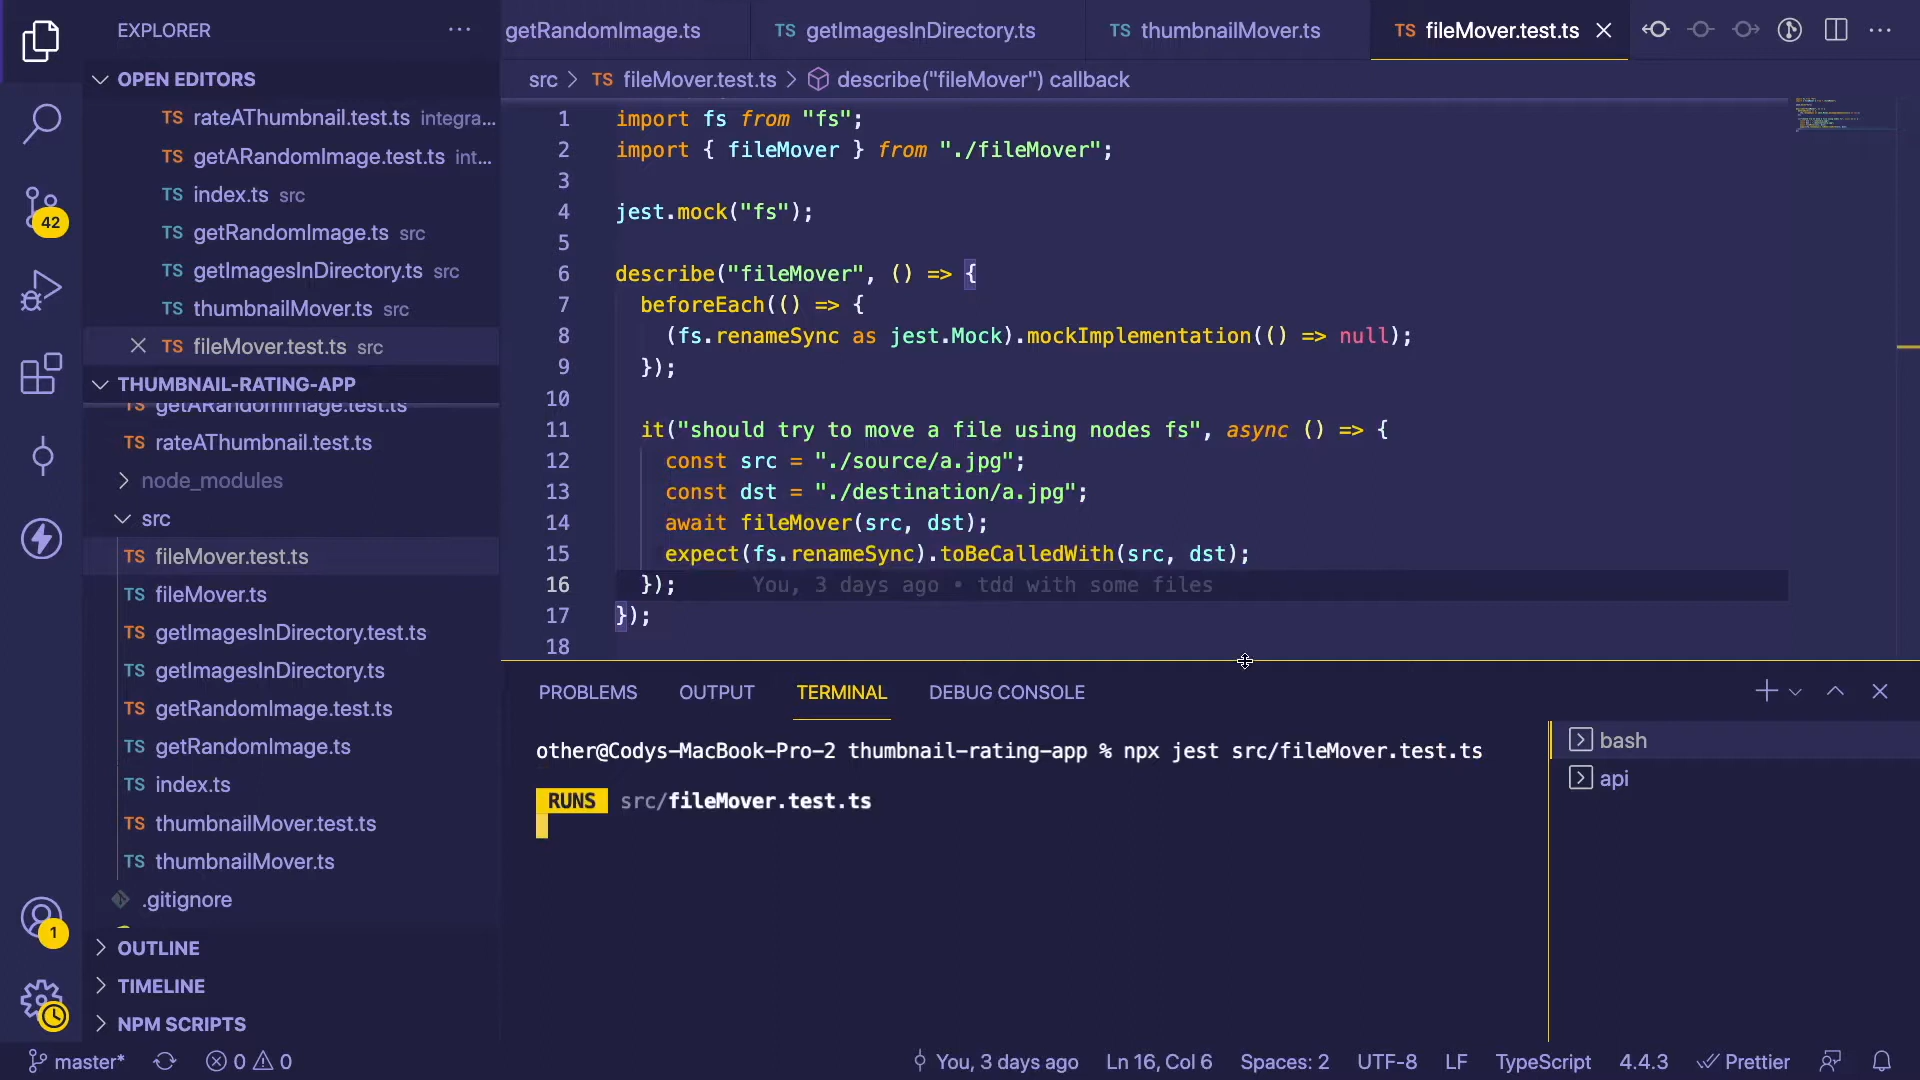 EXPLORER
OPEN EDITORS
TS rateAThumbnail.test.ts integra...
TS getARandomImage.test.ts int...
TS index.ts src
TS getRandomImage.ts src
TS getImagesInDirectory.ts src
TS thumbnailMover.ts src
TS fileMover.test.ts src
THUMBNAIL-RATING-APP
TS getARandomImage.test.ts
TS rateAThumbnail.test.ts
node_modules
src
TS fileMover.test.ts
TS fileMover.ts
TS getImagesInDirectory.test.ts
TS getImagesInDirectory.ts
TS getRandomImage.test.ts
TS getRandomImage.ts
TS index.ts
TS thumbnailMover.test.ts
TS thumbnailMover.ts
.gitignore
OUTLINE
TIMELINE
NPM SCRIPTS
42
1
getRandomImage.ts TS getImagesInDirectory.ts TS thumbnailMover.ts TS fileMover.test.ts
src > TS fileMover.test.ts > describe("fileMover") callback
1 import fs from "fs";
2 import { fileMover } from "./fileMover";
3
4 jest.mock("fs");
5
6 describe("fileMover", () => {
7 beforeEach(() => {
8 (fs.renameSync as jest.Mock).mockImplementation(() => null);
9 });
10
11 it("should try to move a file using nodes fs", async () => {
12 const src = "./source/a.jpg";
13 const dst = "./destination/a.jpg";
14 await fileMover(src, dst);
15 expect(fs.renameSync).toBeCalledWith(src, dst);
16 }); You, 3 days ago • tdd with some files
17 });
18
PROBLEMS OUTPUT TERMINAL DEBUG CONSOLE
other@Codys-MacBook-Pro-2 thumbnail-rating-app % npx jest src/fileMover.test.ts
RUNS src/fileMover.test.ts
bash
api
master* 0 0 You, 3 days ago Ln 16, Col 6 Spaces: 2 UTF-8 LF TypeScript 4.4.3 Prettier